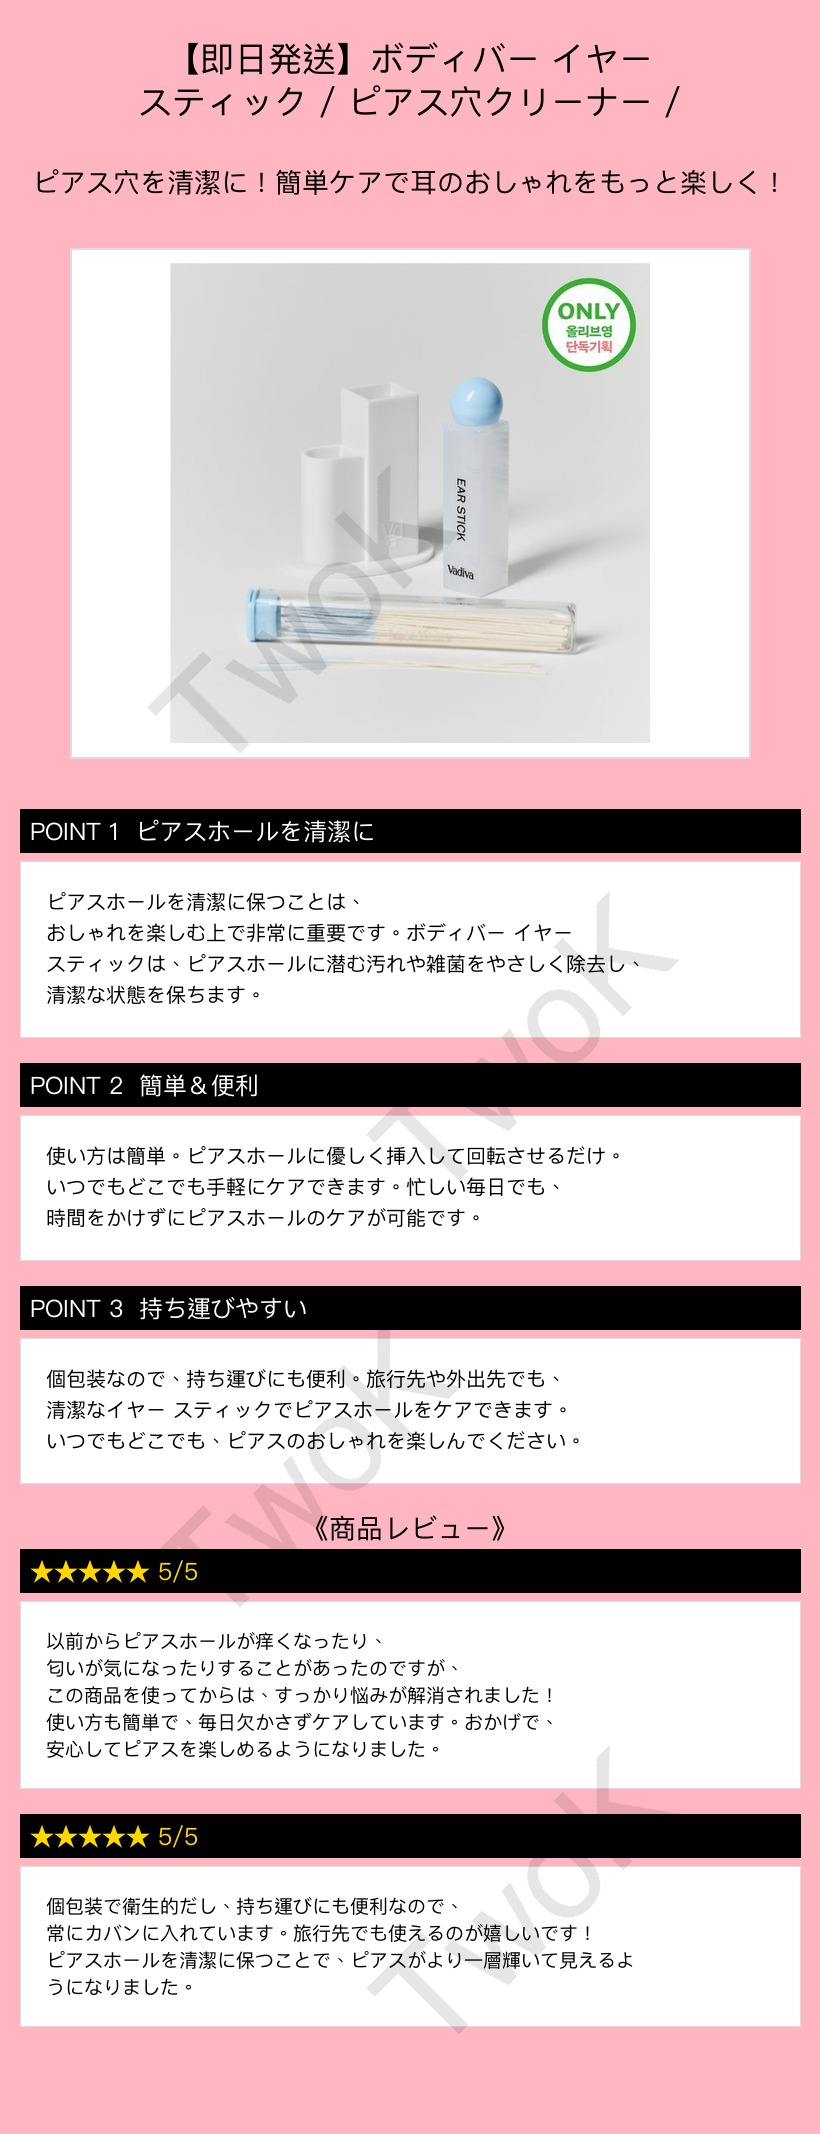 【即日発送】ボディバー イヤー
スティック / ピアス穴クリーナー /
ピアス穴を清潔に！簡単ケアで耳のおしゃれをもっと楽しく！
ONLY
올리브영
단독기획
EAR STICK
Vadiva
TwoK
POINT 1 ピアスホールを清潔に
ピアスホールを清潔に保つことは、
おしゃれを楽しむ上で非常に重要です。ボディバー イヤー
スティックは、ピアスホールに潜む汚れや雑菌をやさしく除去し、
清潔な状態を保ちます。
TwoK
POINT 2 簡単＆便利
使い方は簡単。ピアスホールに優しく挿入して回転させるだけ。
いつでもどこでも手軽にケアできます。忙しい毎日でも、
時間をかけずにピアスホールのケアが可能です。
POINT 3 持ち運びやすい
個包装なので、持ち運びにも便利。旅行先や外出先でも、
清潔なイヤー スティックでピアスホールをケアできます。
いつでもどこでも、ピアスのおしゃれを楽しんでください。
TwoK
《商品レビュー》
★★★★★ 5/5
以前からピアスホールが痒くなったり、
匂いが気になったりすることがあったのですが、
この商品を使ってからは、すっかり悩みが解消されました！
使い方も簡単で、毎日欠かさずケアしています。おかげで、
安心してピアスを楽しめるようになりました。
★★★★★ 5/5
個包装で衛生的だし、持ち運びにも便利なので、
常にカバンに入れています。旅行先でも使えるのが嬉しいです！
ピアスホールを清潔に保つことで、ピアスがより一層輝いて見えるよ
うになりました。
TwoK